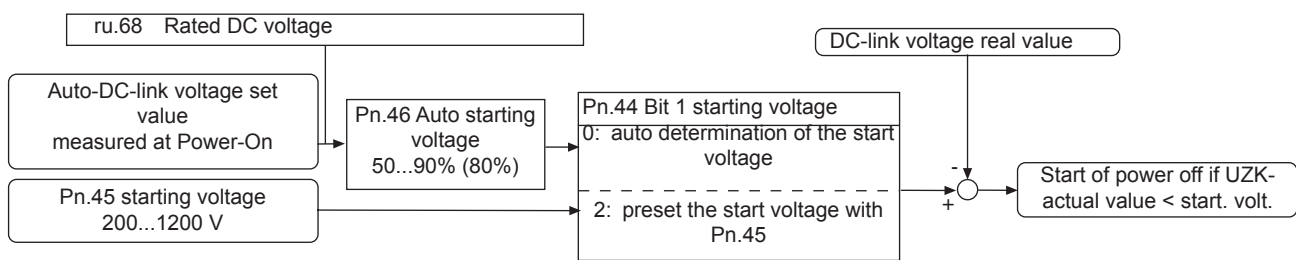 ru.68 Rated DC voltage
DC-link voltage real value
Auto-DC-link voltage set
value
measured at Power-On
Pn.46 Auto starting
voltage
50...90% (80%)
Pn.44 Bit 1 starting voltage
0: auto determination of the start
voltage
2: preset the start voltage with
Pn.45
Pn.45 starting voltage
200...1200 V
-
+
Start of power off if UZK-
actual value < start. volt.